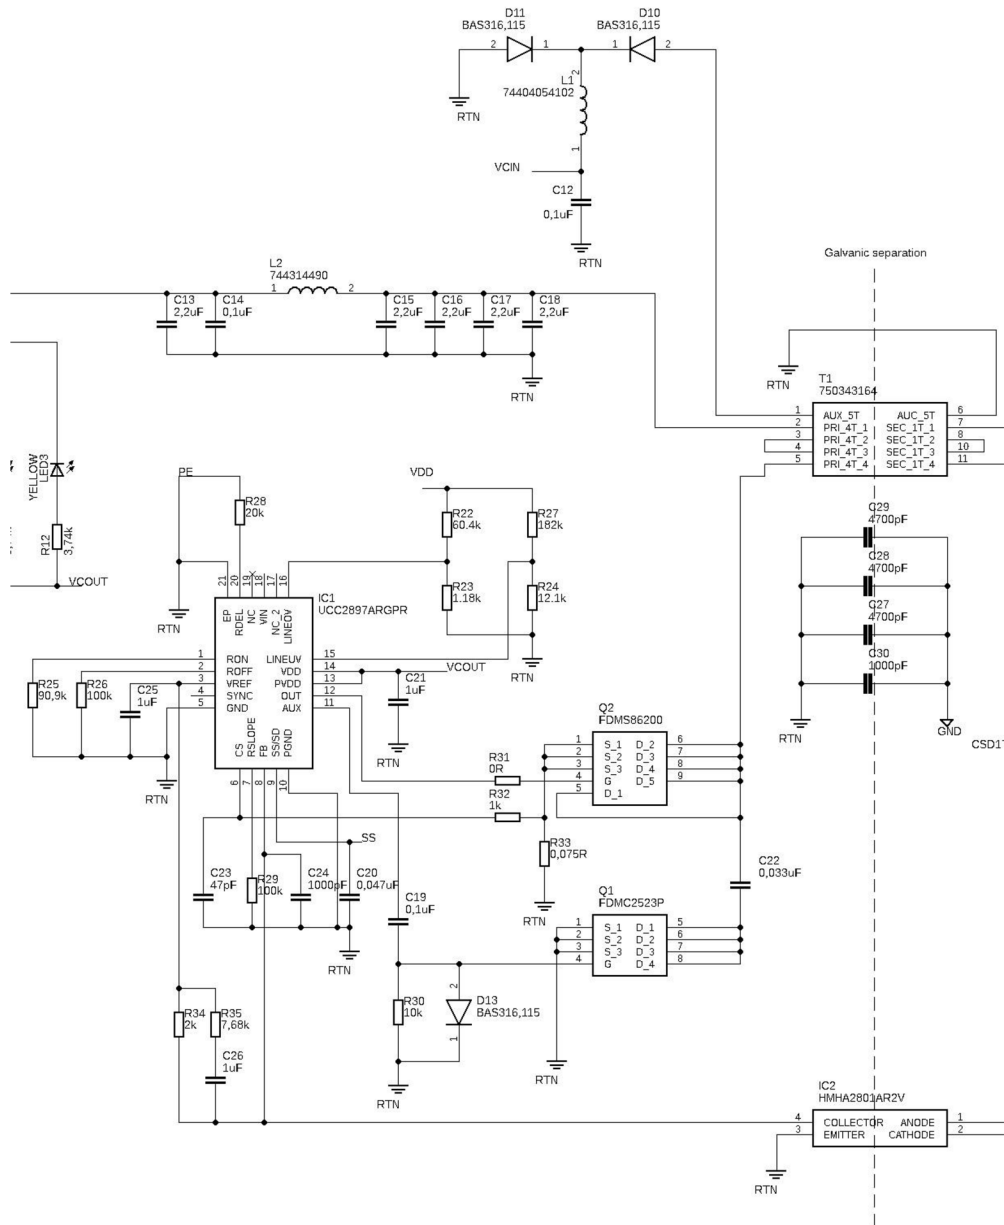 D11
BAS316,115
D10
BAS316,115
2
1
1
2
RTN
2
L1
74404054102
1
VCIN
C12
0,1uF
RTN
Galvanic separation
L2
744314490
1
2
C13
2,2uF
C14
0,1uF
C15
2,2uF
C16
2,2uF
C17
2,2uF
C18
2,2uF
RTN
RTN
T1
750343164
1 AUX_5T AUC_5T 6
2 PRI_4T_1 SEC_1T_1 7
3 PRI_4T_2 SEC_1T_2 8
4 PRI_4T_3 SEC_1T_3 10
5 PRI_4T_4 SEC_1T_4 11
YELLOW
LED3
R12
3,74k
VCOUT
PE
R28
20k
RTN
VDD
R22
60.4k
R27
182k
R23
1.18k
R24
12.1k
RTN
21 20 19 18 17 16
EP RDEL NC VIN NC_2 LINEOV
IC1
UCC2897ARGPR
1 RON LINEUV 15
2 ROFF VDD 14
3 VREF PVDD 13
4 SYNC OUT 12
5 GND AUX 11
CS RSLOPE FB SS/SD PGND
6 7 8 9 10
VCOUT
C21
1uF
RTN
R25
90,9k
R26
100k
C25
1uF
RTN
C29
4700pF
C28
4700pF
C27
4700pF
C30
1000pF
RTN
GND
CSD17
Q2
FDMS86200
1 S_1 D_2 6
2 S_2 D_3 7
3 S_3 D_4 8
4 G D_5 9
5 D_1
R31
0R
R32
1k
R33
0,075R
RTN
SS
C23
47pF
R29
100k
C24
1000pF
C20
0,047uF
RTN
C19
0,1uF
C22
0,033uF
Q1
FDMC2523P
1 S_1 D_1 5
2 S_2 D_2 6
3 S_3 D_3 7
4 G D_4 8
RTN
R30
10k
2
D13
BAS316,115
1
RTN
R34
2k
R35
7,68k
C26
1uF
IC2
HMHA2801AR2V
4 COLLECTOR ANODE 1
3 EMITTER CATHODE 2
RTN